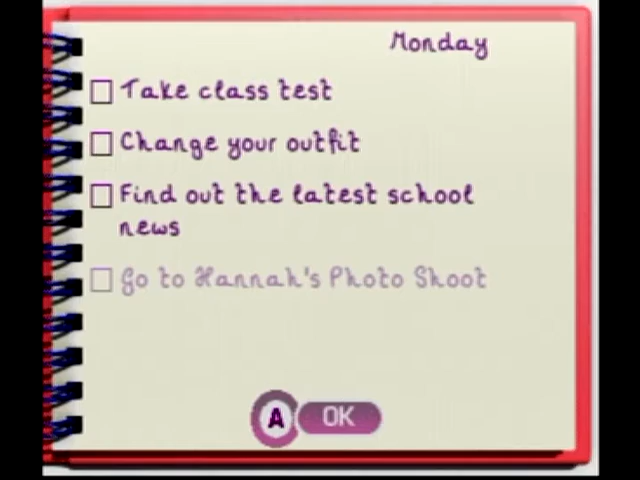 Monday
Take class test
Change your outfit
Find out the latest school
news
Go to Hannah's Photo Shoot
A OK